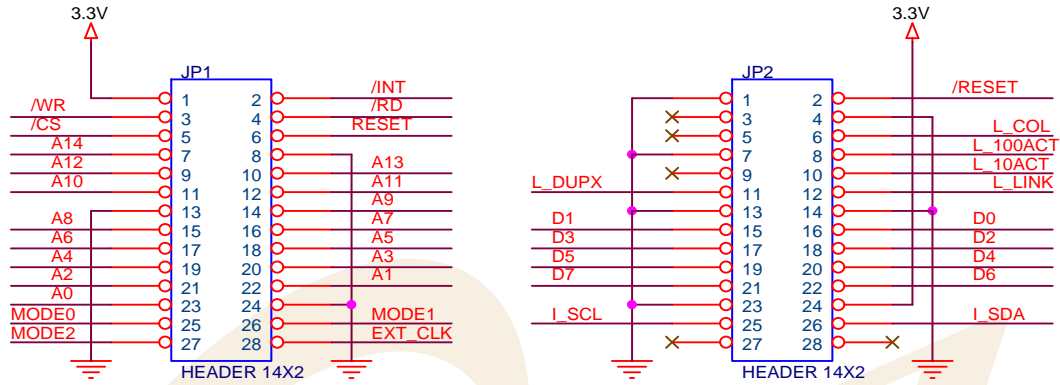 3.3V 3.3V
JP1 JP2
/INT /RESET
1 2 1 2
/WR /RD
3 4 3 4
/CS RESET L_COL
5 6 5 6
A14 L_100ACT
7 8 7 8
A12 A13 L_10ACT
9 10 9 10
A10 A11 L_DUPX L_LINK
11 12 11 12
A9
13 14 13 14
A8 A7 D1 D0
15 16 15 16
A6 A5 D3 D2
17 18 17 18
A4 A3 D5 D4
19 20 19 20
A2 A1 D7 D6
21 22 21 22
A0
23 24 23 24
MODE0 MODE1 I_SCL I_SDA
25 26 25 26
MODE2 EXT_CLK
27 28 27 28
HEADER 14X2 HEADER 14X2